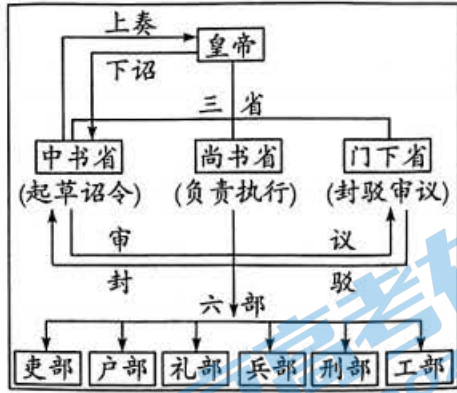 上奏
皇帝
下诏
三省
中书省 尚书省 门下省
(起草诏令) (负责执行) (封驳审议)
审 议
封 驳
六部
吏部 户部 礼部 兵部 刑部 工部